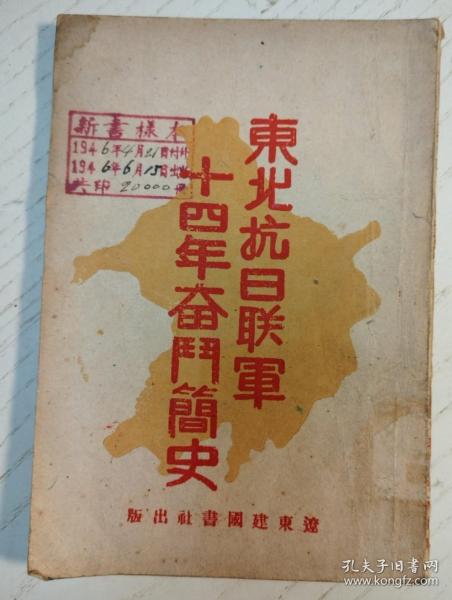 東北抗日联軍
十四年奋鬥簡史
新書樣本
1946年4月21日付排
1946年6月15日出版
共印 20000册
遼東建國書社出版
孔夫子旧书网
www.kongfz.com